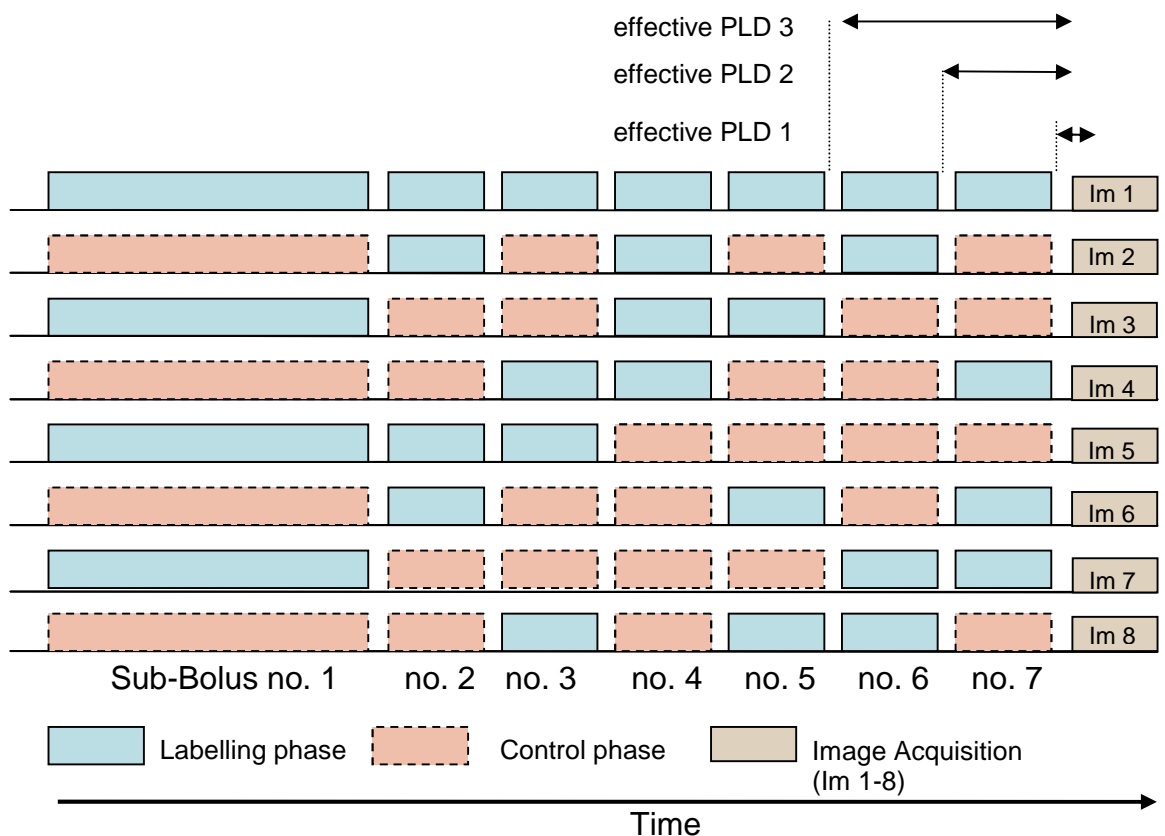 effective PLD 3
effective PLD 2
effective PLD 1
Im 1
Im 2
Im 3
Im 4
Im 5
Im 6
Im 7
Im 8
Sub-Bolus no. 1 no. 2 no. 3 no. 4 no. 5 no. 6 no. 7
Labelling phase Control phase Image Acquisition
(Im 1-8)
Time